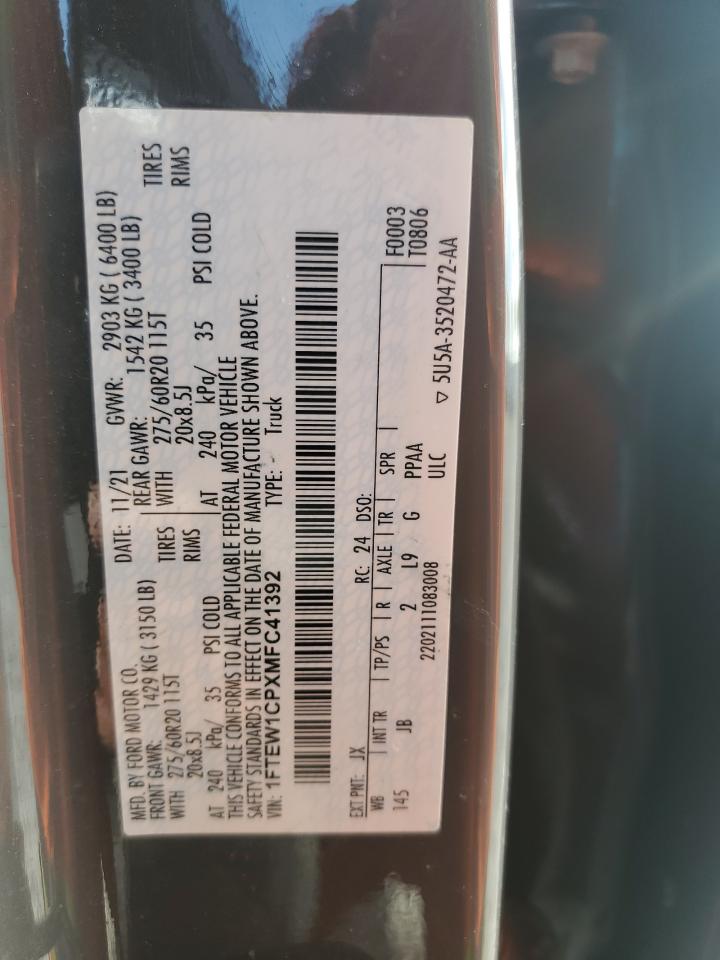 MFD. BY FORD MOTOR CO. DATE: 11/21 GVWR: 2903 KG ( 6400 LB)
FRONT GAWR: 1429 KG ( 3150 LB) REAR GAWR: 1542 KG ( 3400 LB)
WITH 275/60R20 115T TIRES WITH 275/60R20 115T TIRES
20x8.5J RIMS 20x8.5J RIMS
AT 240 kPa/ 35 PSI COLD AT 240 kPa/ 35 PSI COLD
THIS VEHICLE CONFORMS TO ALL APPLICABLE FEDERAL MOTOR VEHICLE
SAFETY STANDARDS IN EFFECT ON THE DATE OF MANUFACTURE SHOWN ABOVE.
VIN: 1FTEW1CPXMFC41392 TYPE: Truck
EXT PNT: JX RC: 24 DSO:
WB INT TR TP/PS R AXLE TR SPR F0003
145 JB 2 L9 G PPAA T0806
2202111083008 ULC
▽ 5U5A-3520472-AA